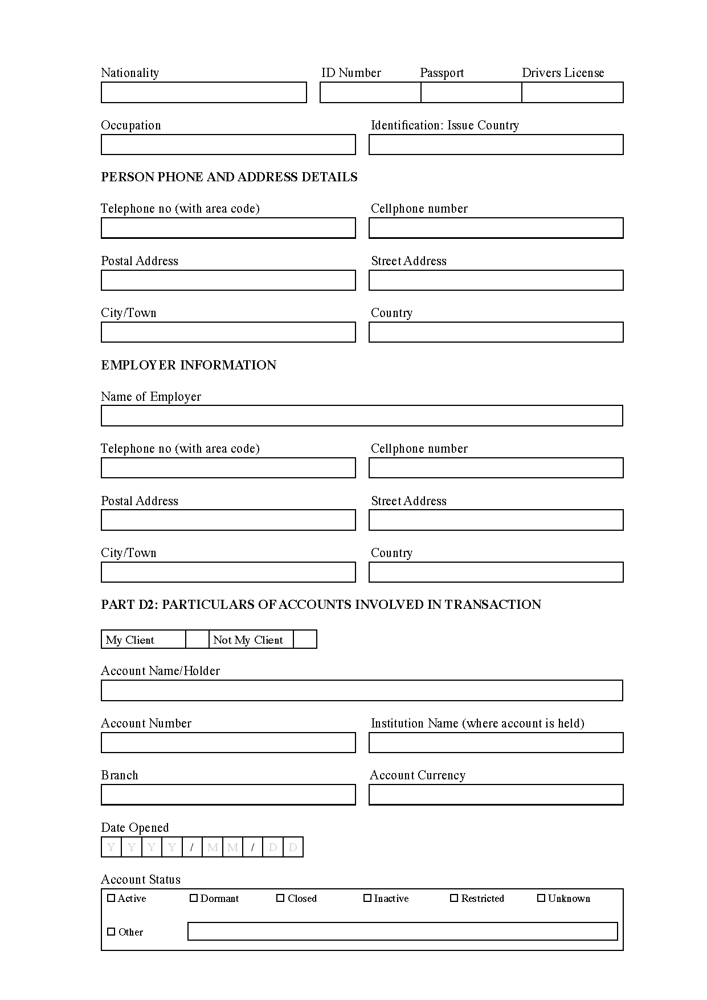 Nationality ID Number Passport Drivers License
Occupation Identification: Issue Country
PERSON PHONE AND ADDRESS DETAILS
Telephone no (with area code) Cellphone number
Postal Address Street Address
City/Town Country
EMPLOYER INFORMATION
Name of Employer
Telephone no (with area code) Cellphone number
Postal Address Street Address
City/Town Country
PART D2: PARTICULARS OF ACCOUNTS INVOLVED IN TRANSACTION
My Client Not My Client
Account Name/Holder
Account Number Institution Name (where account is held)
Branch Account Currency
Date Opened
Y Y Y Y / M M / D D
Account Status
☐ Active ☐ Dormant ☐ Closed ☐ Inactive ☐ Restricted ☐ Unknown
☐ Other